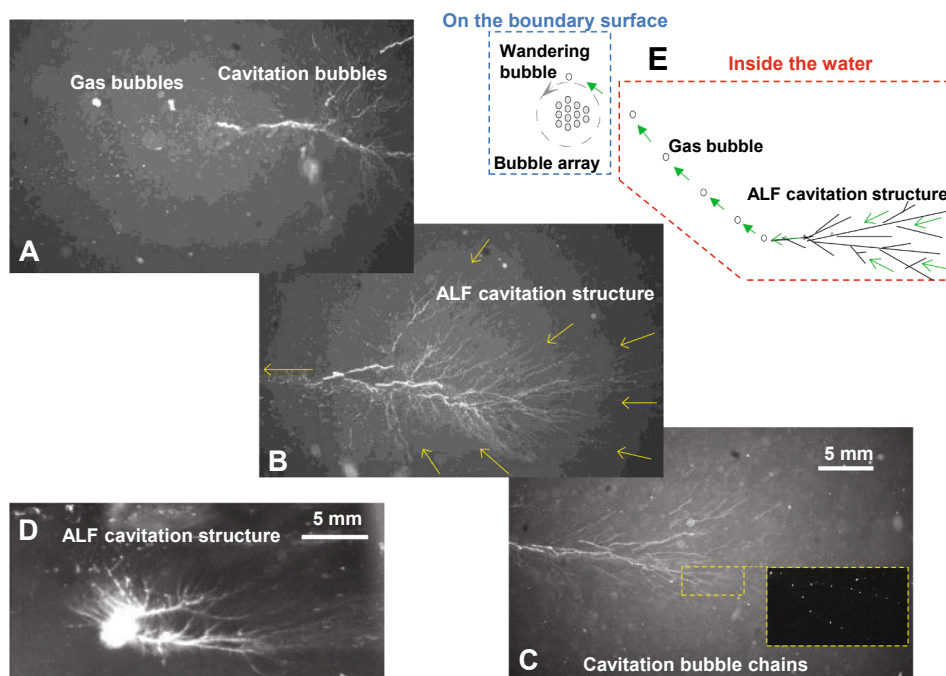 A
Gas bubbles
Cavitation bubbles
On the boundary surface
Wandering
bubble
Bubble array
E
Inside the water
Gas bubble
ALF cavitation structure
B
ALF cavitation structure
C
5 mm
Cavitation bubble chains
D
ALF cavitation structure
5 mm